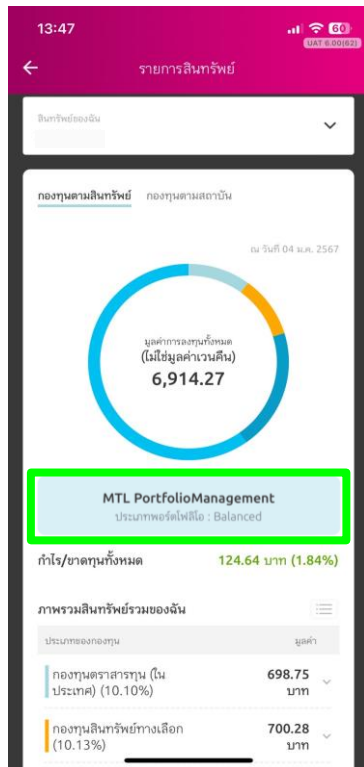 13:47
60
UAT 6.00(62)
รายการสินทรัพย์
สินทรัพย์ของฉัน
กองทุนตามสินทรัพย์ กองทุนตามสถาบัน
ณ วันที่ 04 ม.ค. 2567
มูลค่าการลงทุนทั้งหมด
(ไม่ใช่มูลค่าเวนคืน)
6,914.27
MTL PortfolioManagement
ประเภทพอร์ตโฟลิโอ : Balanced
กำไร/ขาดทุนทั้งหมด 124.64 บาท (1.84%)
ภาพรวมสินทรัพย์รวมของฉัน
ประเภทของกองทุน มูลค่า
กองทุนตราสารทุน (ใน 698.75
ประเทศ) (10.10%) บาท
กองทุนสินทรัพย์ทางเลือก 700.28
(10.13%) บาท